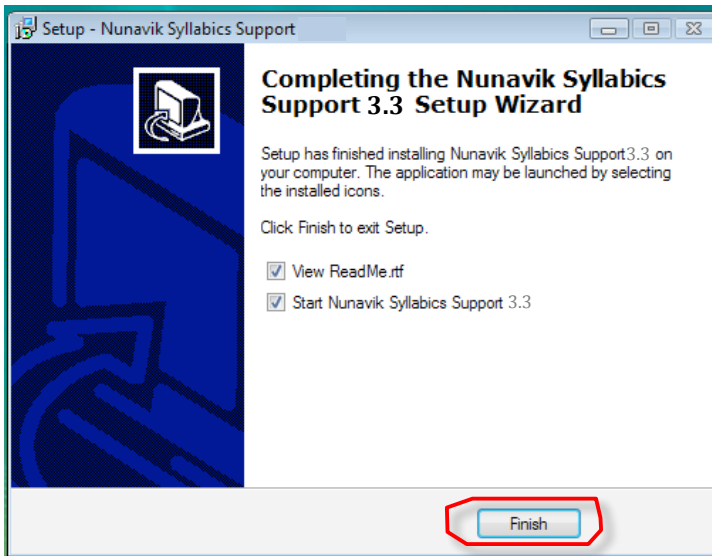 Setup - Nunavik Syllabics Support
Completing the Nunavik Syllabics
Support 3.3 Setup Wizard
Setup has finished installing Nunavik Syllabics Support3.3 on
your computer. The application may be launched by selecting
the installed icons.
Click Finish to exit Setup.
View ReadMe.rtf
Start Nunavik Syllabics Support 3.3
Finish